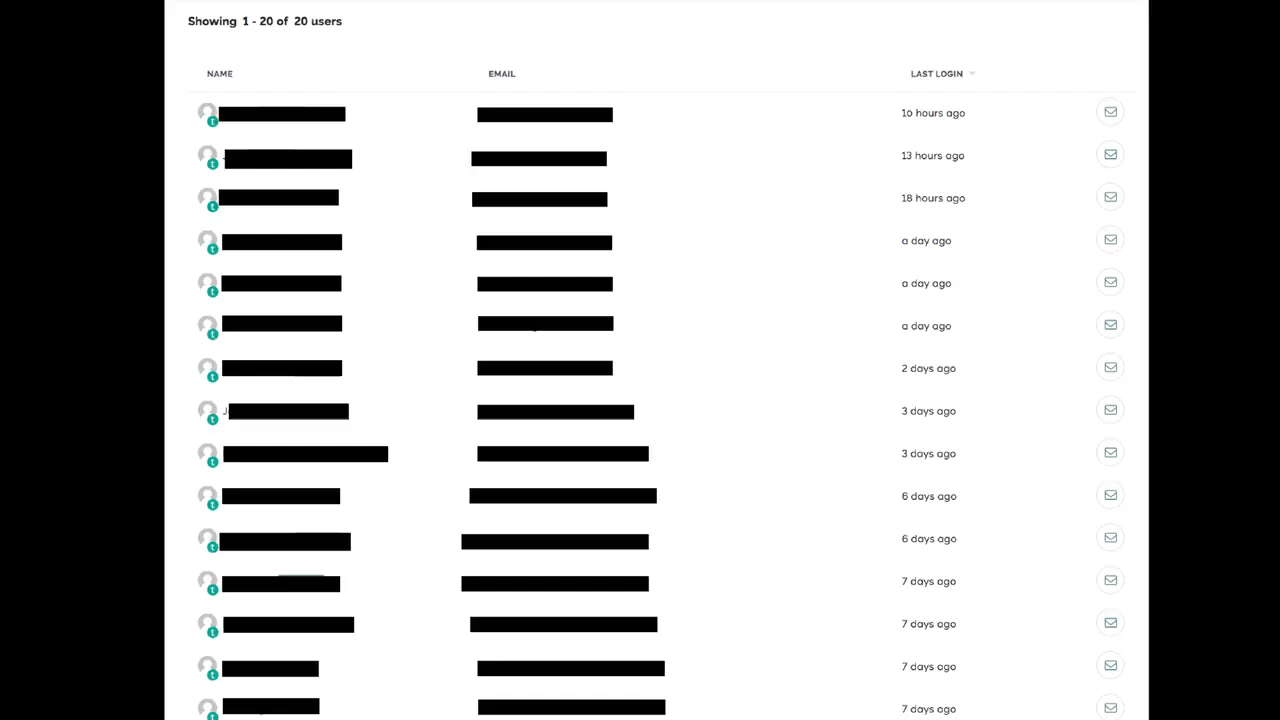 Showing 1 - 20 of 20 users
NAME EMAIL LAST LOGIN
t 10 hours ago
t 13 hours ago
t 18 hours ago
t a day ago
t a day ago
t a day ago
t 2 days ago
J t 3 days ago
t 3 days ago
t 6 days ago
t 6 days ago
t 7 days ago
t 7 days ago
t 7 days ago
t 7 days ago